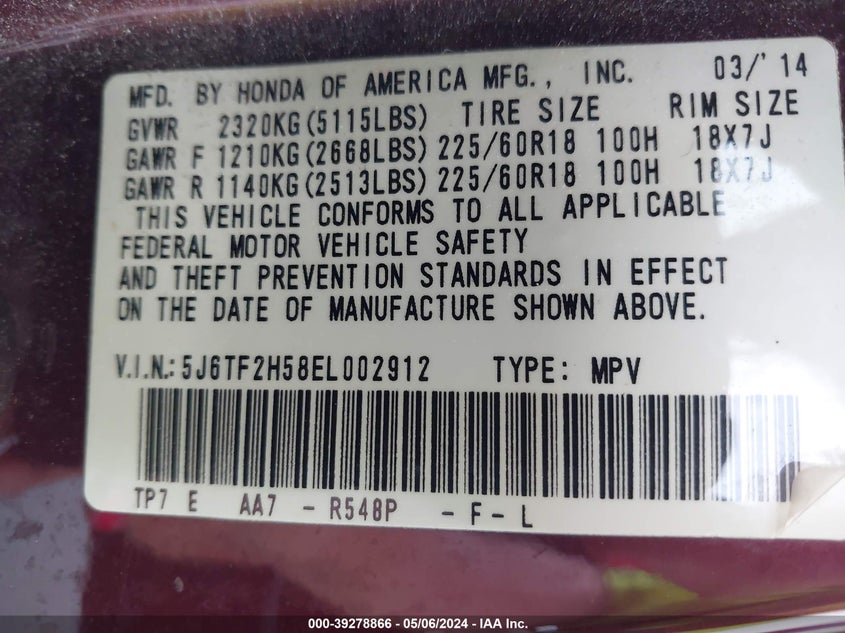 MFD. BY HONDA OF AMERICA MFG., INC. 03/'14
GVWR 2320KG(5115LBS) TIRE SIZE RIM SIZE
GAWR F 1210KG(2668LBS) 225/60R18 100H 18X7J
GAWR R 1140KG(2513LBS) 225/60R18 100H 18X7J
THIS VEHICLE CONFORMS TO ALL APPLICABLE
FEDERAL MOTOR VEHICLE SAFETY
AND THEFT PREVENTION STANDARDS IN EFFECT
ON THE DATE OF MANUFACTURE SHOWN ABOVE.
V.I.N.: 5J6TF2H58EL002912 TYPE: MPV
TP7 E AA7 - R548P - F - L
000-39278866 - 05/06/2024 - IAA Inc.